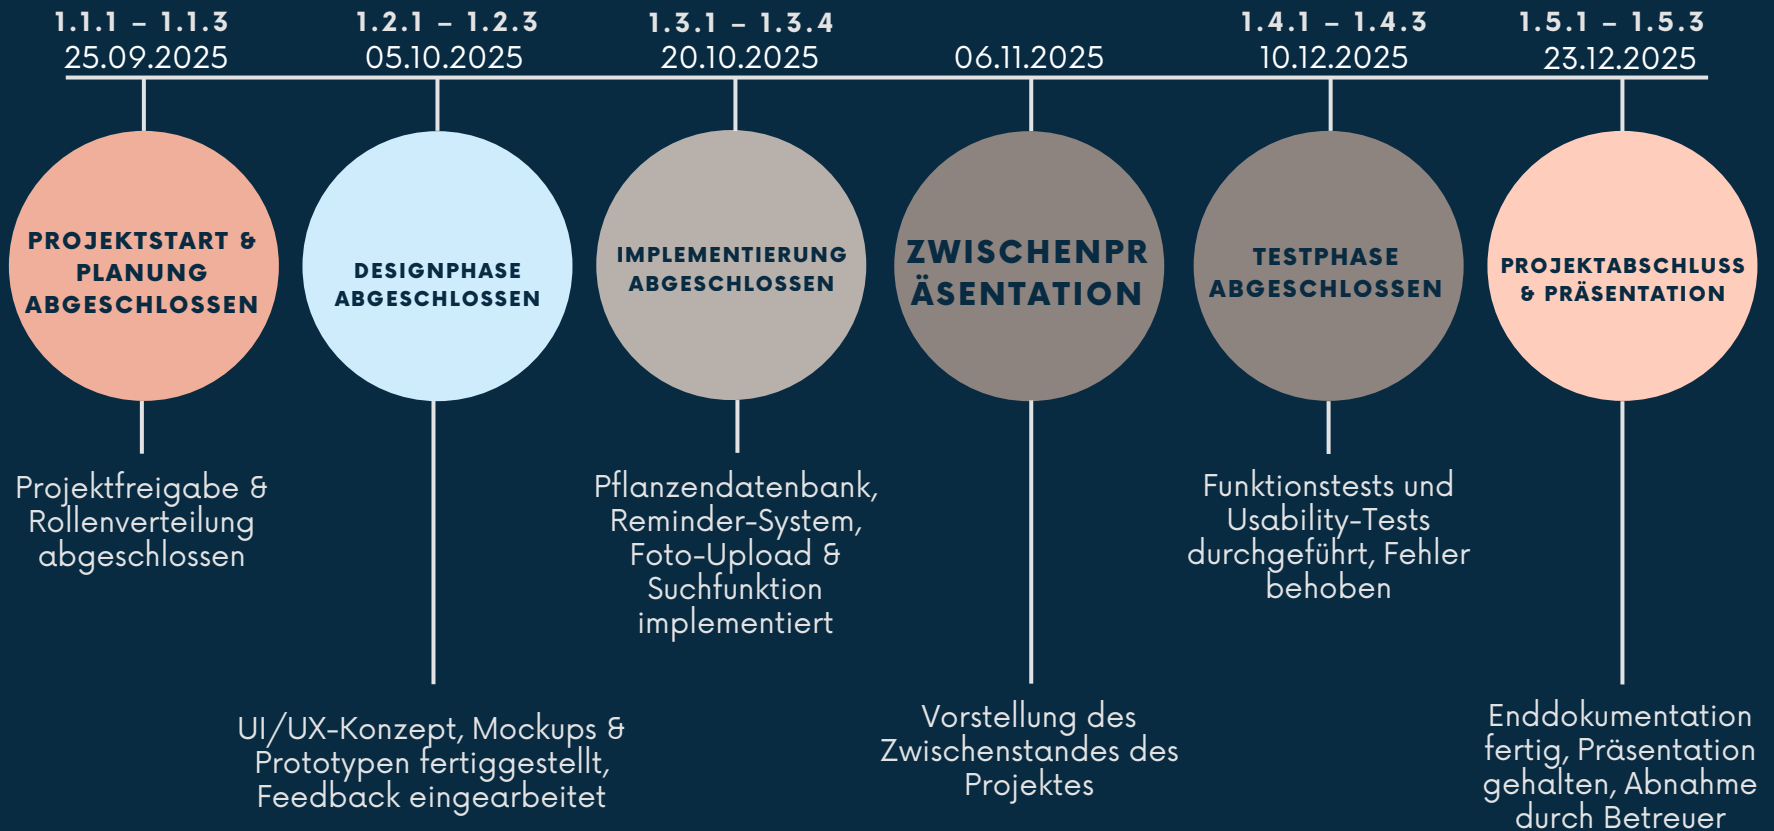 1.1.1 – 1.1.3
25.09.2025
PROJEKTSTART &
PLANUNG
ABGESCHLOSSEN
Projektfreigabe &
Rollenverteilung
abgeschlossen
1.2.1 – 1.2.3
05.10.2025
DESIGNPHASE
ABGESCHLOSSEN
UI/UX-Konzept, Mockups &
Prototypen fertiggestellt,
Feedback eingearbeitet
1.3.1 – 1.3.4
20.10.2025
IMPLEMENTIERUNG
ABGESCHLOSSEN
Pflanzendatenbank,
Reminder-System,
Foto-Upload &
Suchfunktion
implementiert
06.11.2025
ZWISCHENPR
ÄSENTATION
Vorstellung des
Zwischenstandes des
Projektes
1.4.1 – 1.4.3
10.12.2025
TESTPHASE
ABGESCHLOSSEN
Funktionstests und
Usability-Tests
durchgeführt, Fehler
behoben
1.5.1 – 1.5.3
23.12.2025
PROJEKTABSCHLUSS
& PRÄSENTATION
Enddokumentation
fertig, Präsentation
gehalten, Abnahme
durch Betreuer